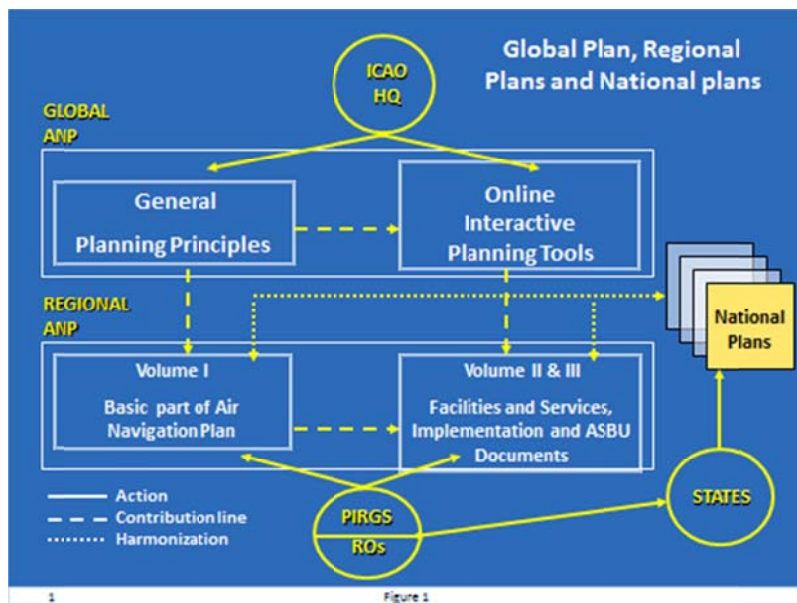 Global Plan, Regional
Plans and National plans
ICAO
HQ
GLOBAL
ANP
General
Planning Principles
Online
Interactive
Planning Tools
REGIONAL
ANP
National
Plans
Volume I
Basic part of Air
Navigation Plan
Volume II & III
Facilities and Services,
Implementation and ASBU
Documents
Action
Contribution line
Harmonization
PIRGS
ROs
STATES
1
Figure 1